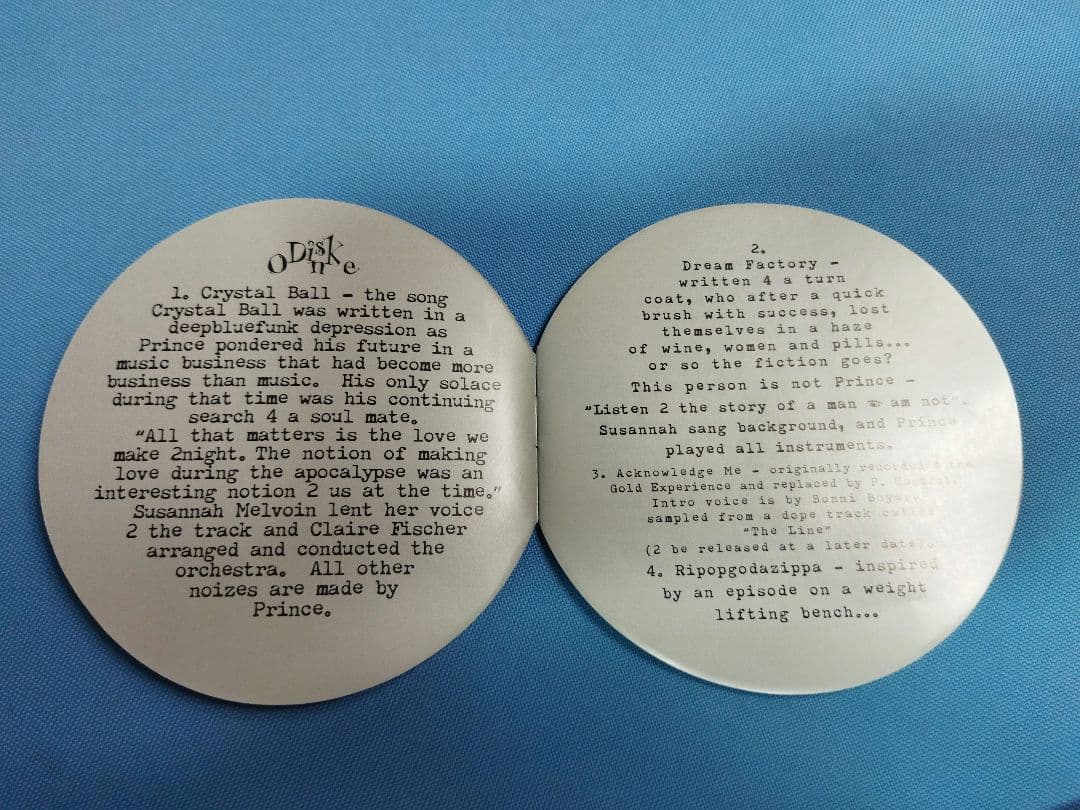 Disk One
1. Crystal Ball - the song
Crystal Ball was written in a
deepbluefunk depression as
Prince pondered his future in a
music business that had become more
business than music. His only solace
during that time was his continuing
search 4 a soul mate.
"All that matters is the love we
make 2night. The notion of making
love during the apocalypse was an
interesting notion 2 us at the time."
Susannah Melvoin lent her voice
2 the track and Claire Fischer
arranged and conducted the
orchestra. All other
noizes are made by
Prince.
2.
Dream Factory -
written 4 a turn
coat, who after a quick
brush with success, lost
themselves in a haze
of wine, women and pills...
or so the fiction goes?
This person is not Prince -
"Listen 2 the story of a man 👁 am not".
Susannah sang background, and Prince
played all instruments.
3. Acknowledge Me - originally the
Gold Experience and replaced by P.
Intro voice is by Bonni
sampled from a dope track
"The Line"
(2 be released at a later date)
4. Ripopgodazippa - inspired
by an episode on a weight
lifting bench...